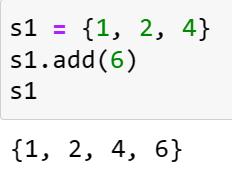 s1 = {1, 2, 4}
s1.add(6)
s1
{1, 2, 4, 6}